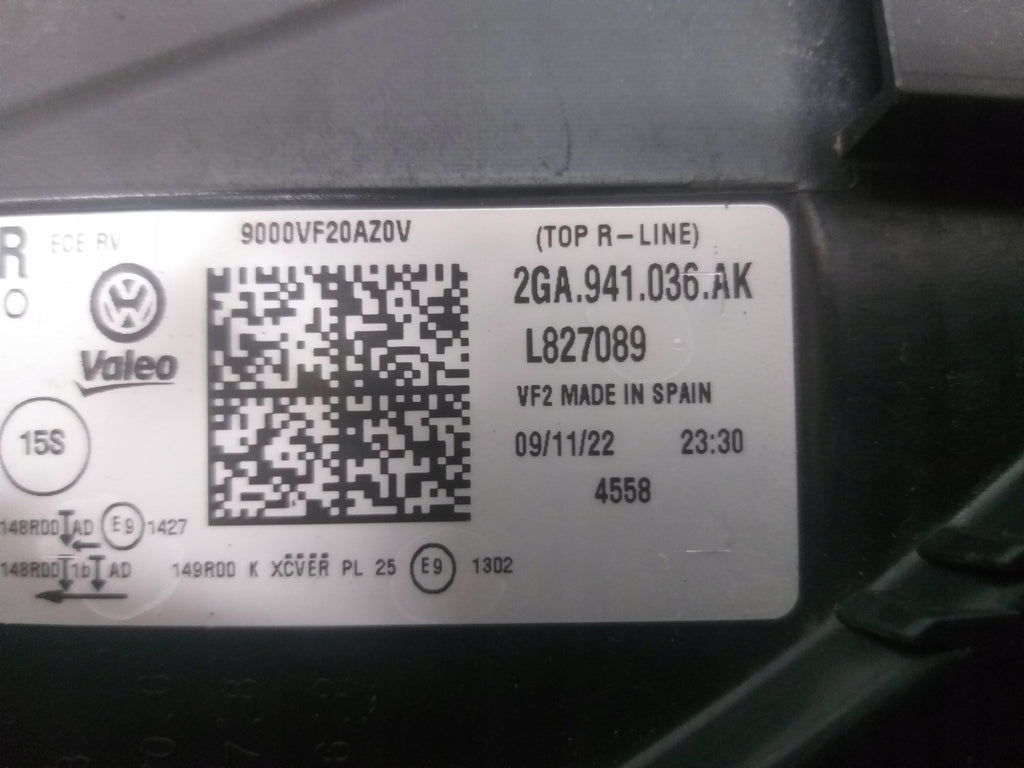 R ECE RV
O
Valeo
15S
148R00 AD E9 1427
148R00 1b AD
9000VF20AZ0V
149R00 K XCVER PL 25 E9 1302
(TOP R-LINE)
2GA.941.036.AK
L827089
VF2 MADE IN SPAIN
09/11/22 23:30
4558